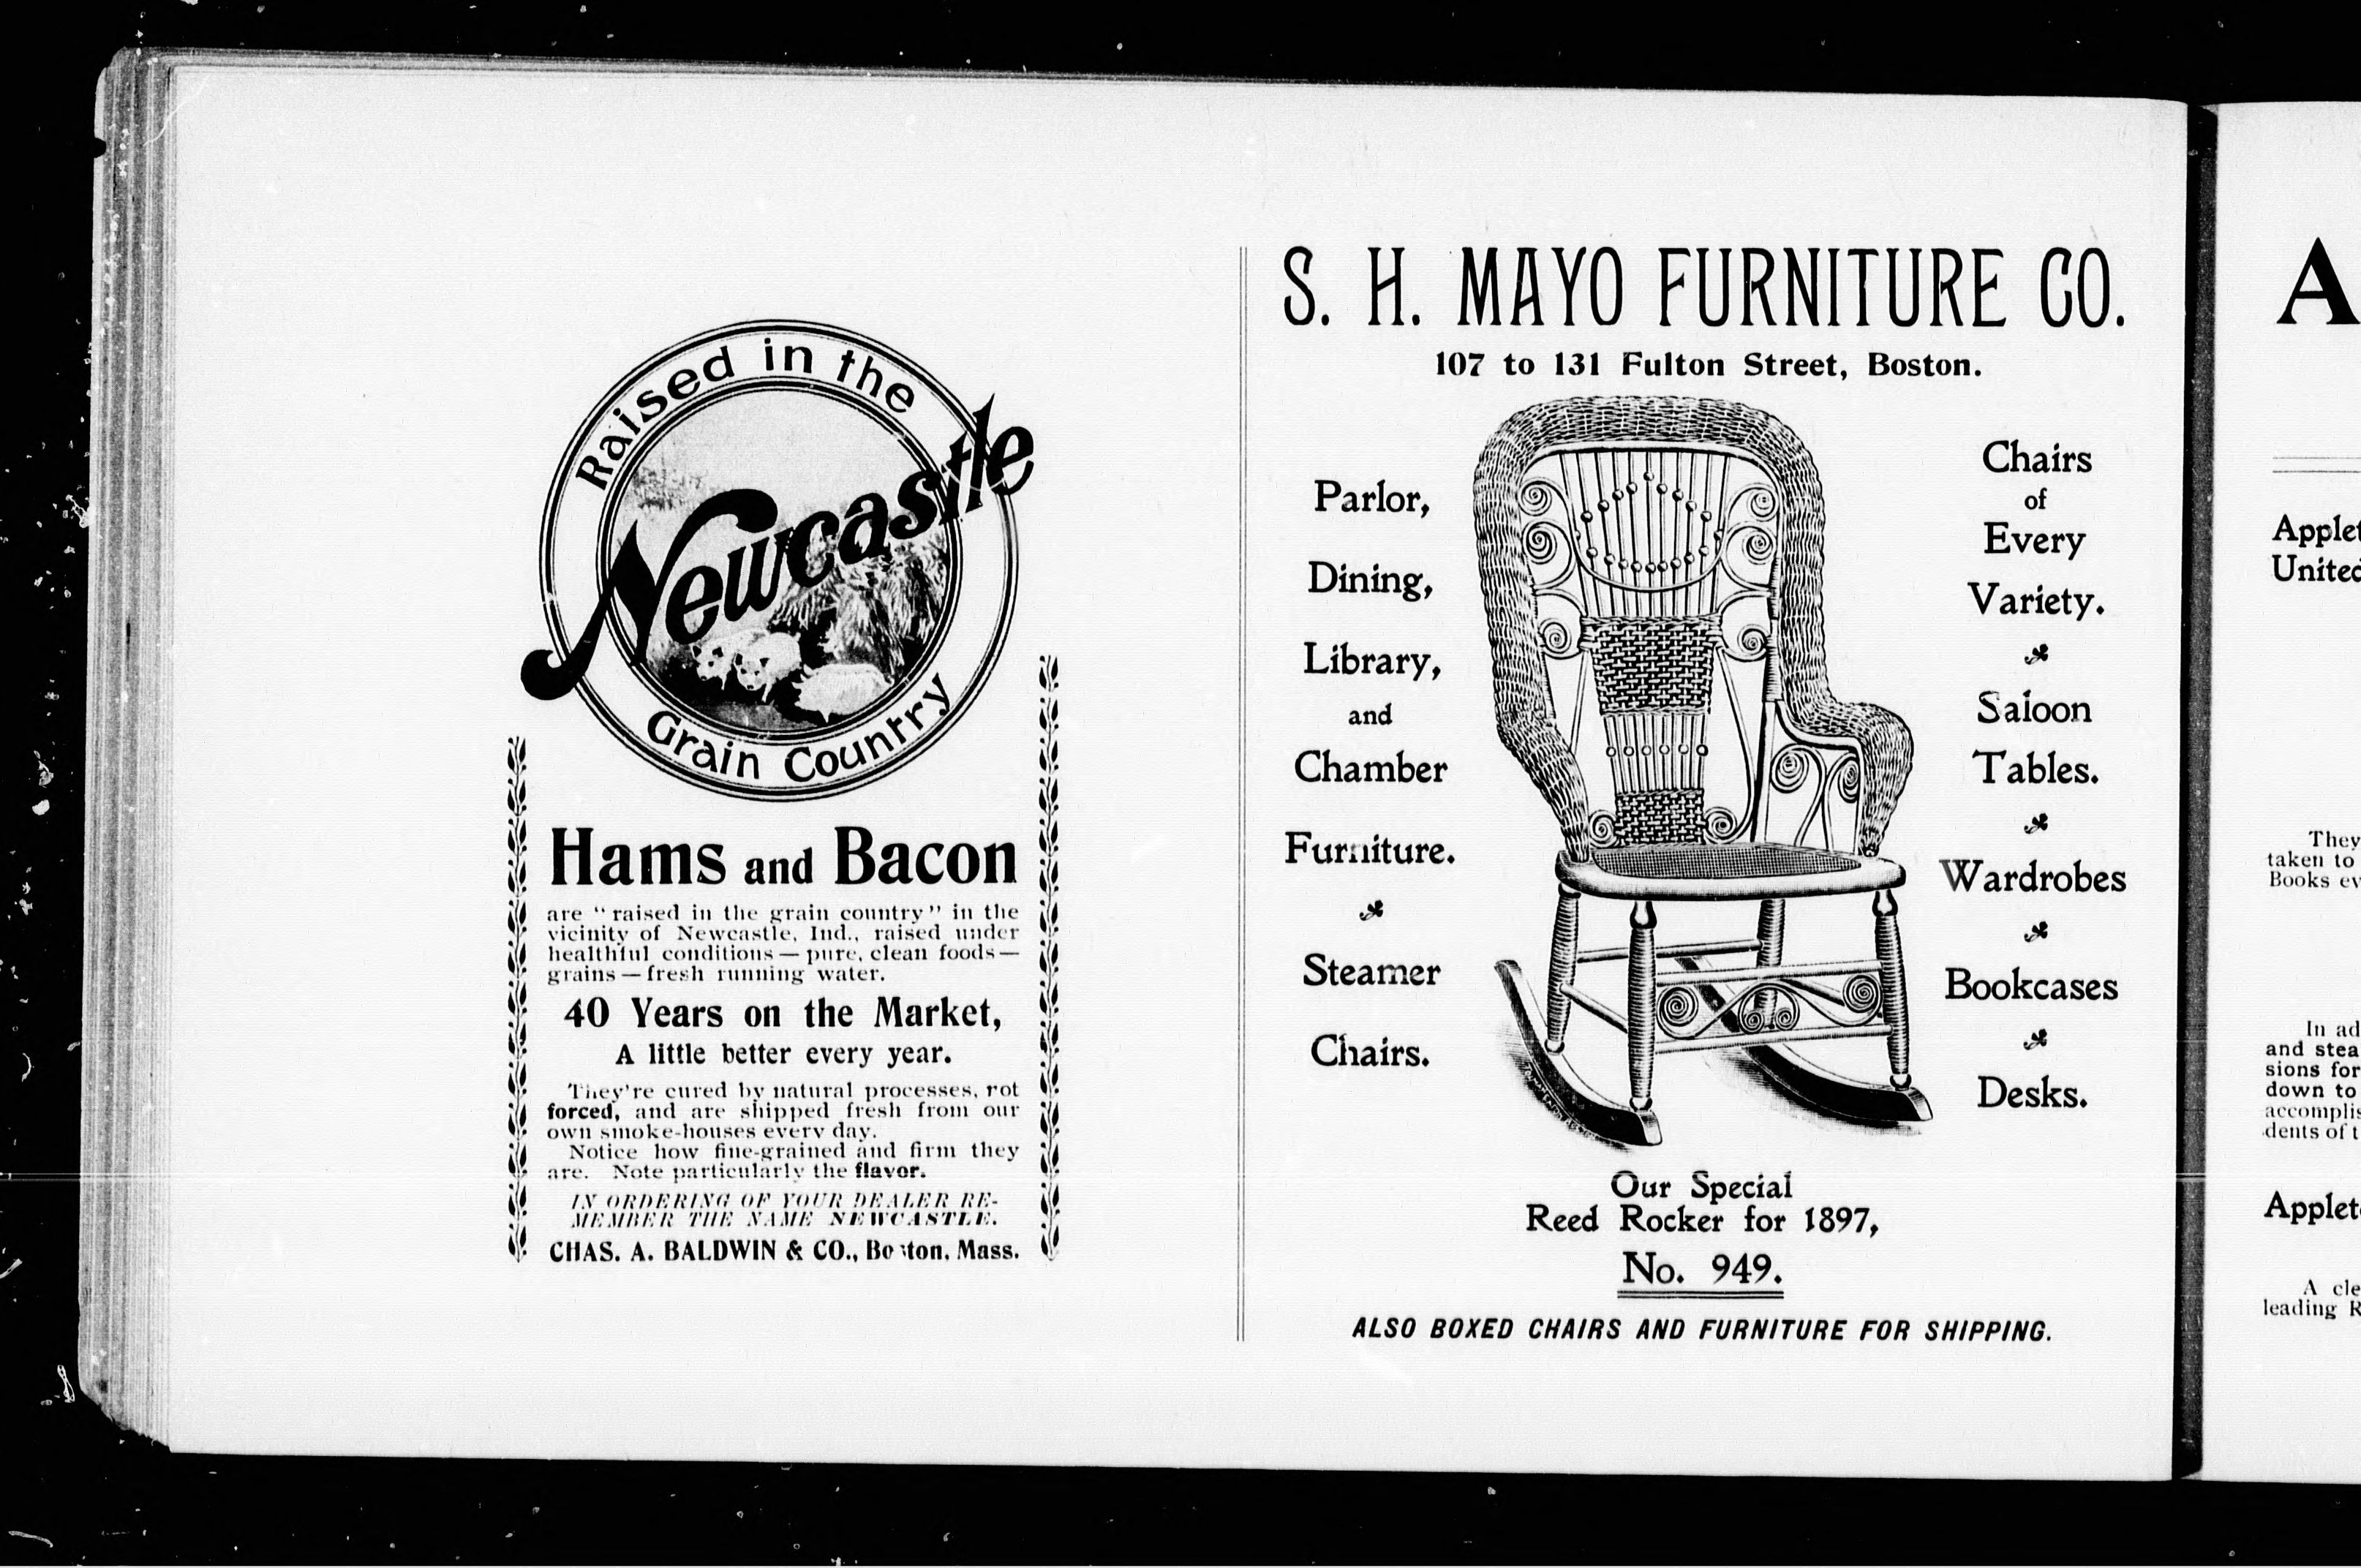 Raised in the
Newcastle
Grain Country
Hams and Bacon
are "raised in the grain country" in the
vicinity of Newcastle, Ind., raised under
healthful conditions — pure, clean foods —
grains — fresh running water.
40 Years on the Market,
A little better every year.
They're cured by natural processes, not
forced, and are shipped fresh from our
own smoke-houses every day.
Notice how fine-grained and firm they
are. Note particularly the flavor.
IN ORDERING OF YOUR DEALER RE-
MEMBER THE NAME NEWCASTLE.
CHAS. A. BALDWIN & CO., Boston, Mass.
S. H. MAYO FURNITURE CO.
107 to 131 Fulton Street, Boston.
Parlor,
Dining,
Library,
and
Chamber
Furniture.
Steamer
Chairs.
Chairs
of
Every
Variety.
Saloon
Tables.
Wardrobes
Bookcases
Desks.
Our Special
Reed Rocker for 1897,
No. 949.
ALSO BOXED CHAIRS AND FURNITURE FOR SHIPPING.
A
Applet
United
They
taken to
Books ev
In ad
and stea
sions for
down to
accomplis
dents of t
Applet
A cle
leading R